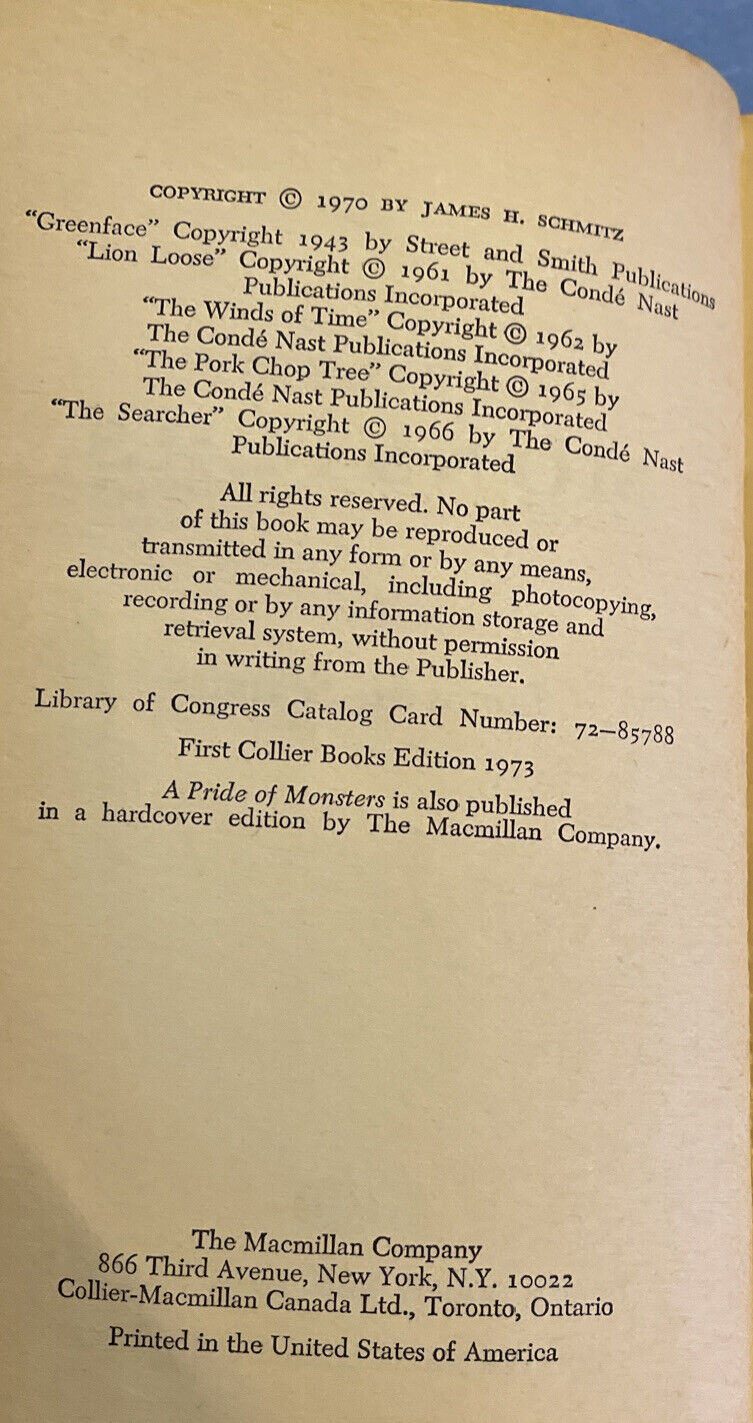 COPYRIGHT © 1970 BY JAMES H. SCHMITZ
"Greenface" Copyright 1943 by Street and Smith Publications
"Lion Loose" Copyright © 1961 by The Condé Nast
Publications Incorporated
"The Winds of Time" Copyright © 1962 by
The Condé Nast Publications Incorporated
"The Pork Chop Tree" Copyright © 1965 by
The Condé Nast Publications Incorporated
"The Searcher" Copyright © 1966 by The Condé Nast
Publications Incorporated
All rights reserved. No part
of this book may be reproduced or
transmitted in any form or by any means,
electronic or mechanical, including photocopying,
recording or by any information storage and
retrieval system, without permission
in writing from the Publisher.
Library of Congress Catalog Card Number: 72–85788
First Collier Books Edition 1973
A Pride of Monsters is also published
in a hardcover edition by The Macmillan Company.
The Macmillan Company
866 Third Avenue, New York, N.Y. 10022
Collier-Macmillan Canada Ltd., Toronto, Ontario
Printed in the United States of America